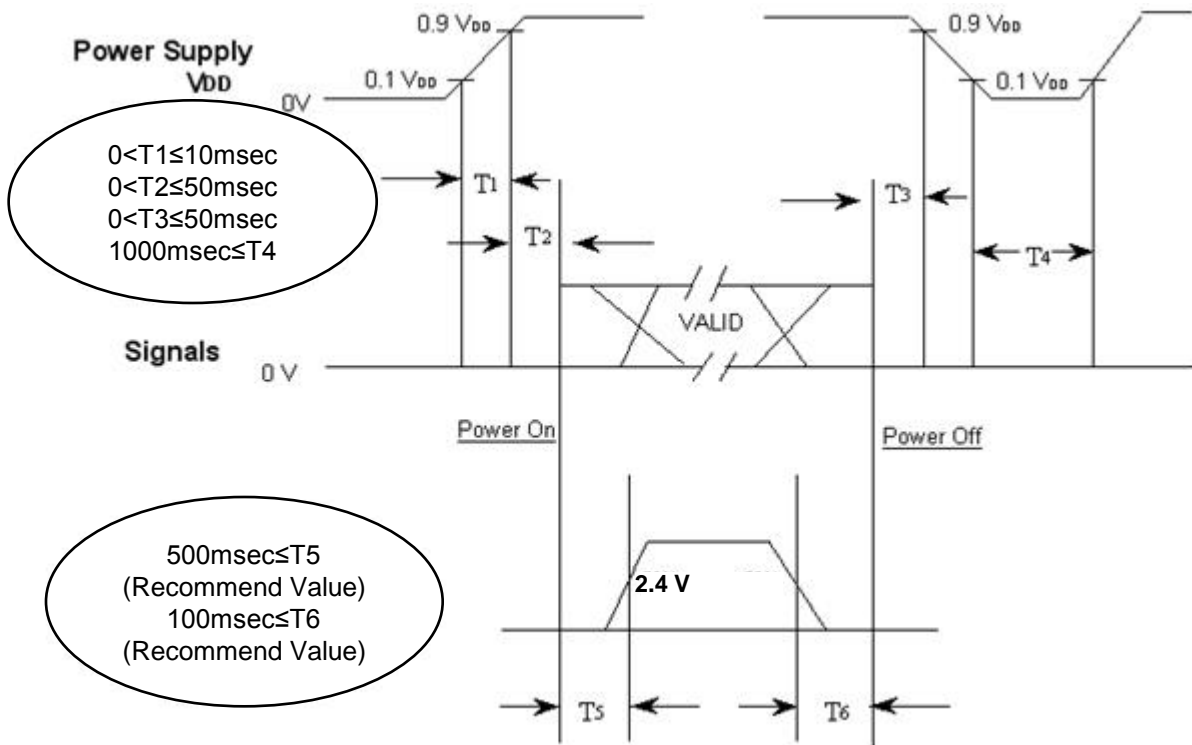 0.9 VDD
0.9 VDD
Power Supply
VDD
0.1 VDD
0.1 VDD
0V
0<T1≤10msec
0<T2≤50msec
0<T3≤50msec
1000msec≤T4
T1
T3
T2
T4
VALID
Signals
0 V
Power On
Power Off
500msec≤T5
(Recommend Value)
100msec≤T6
(Recommend Value)
2.4 V
T5
T6